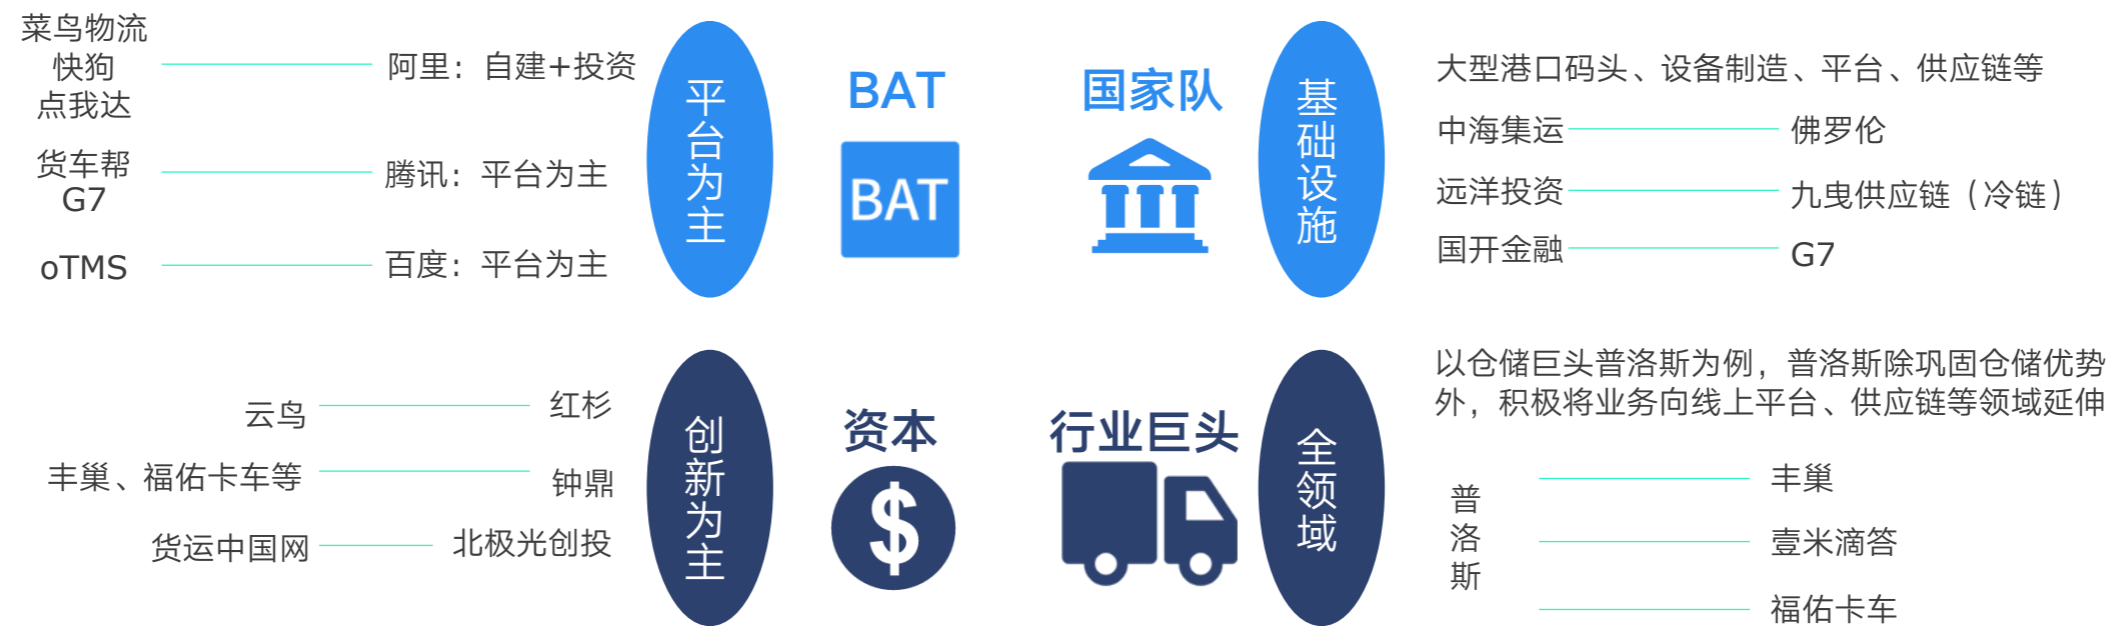 菜鸟物流
快狗
点我达
阿里：自建+投资
货车帮
G7
腾讯：平台为主
oTMS
百度：平台为主
平台为主
BAT
BAT
国家队
基础设施
大型港口码头、设备制造、平台、供应链等
中海集运
佛罗伦
远洋投资
九曳供应链（冷链）
国开金融
G7
云鸟
红杉
丰巢、福佑卡车等
钟鼎
货运中国网
北极光创投
创新为主
资本
$
行业巨头
全领域
以仓储巨头普洛斯为例，普洛斯除巩固仓储优势
外，积极将业务向线上平台、供应链等领域延伸
普洛斯
丰巢
壹米滴答
福佑卡车